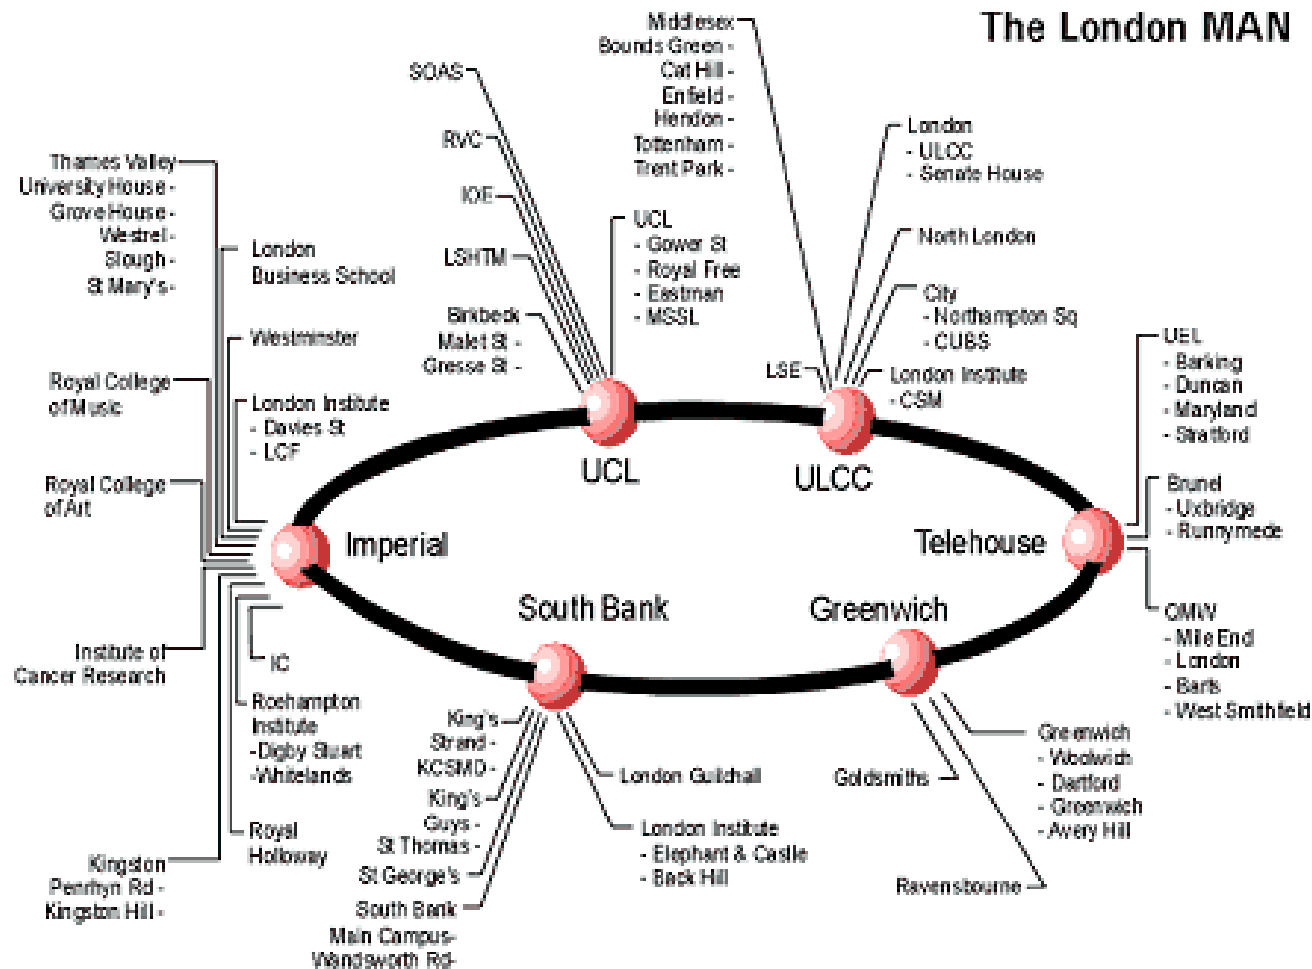 The London MAN
Middlesex
Bounds Green -
Cat Hill -
Enfield -
Hendon -
Tottenham -
Trent Park -
SOAS
RVC
IOE
LSHTM
Birkbeck
Malet St -
Gresse St -
UCL
- Gower St
- Royal Free
- Eastman
- MSSL
London
- ULCC
- Senate House
North London
City
- Northampton Sq
- CUBS
LSE
London Institute
- CSM
Thames Valley
University House -
Grove House -
Westrel -
Slough -
St Mary's -
London
Business School
Westminster
Royal College
of Music
London Institute
- Davies St
- LCF
Royal College
of Art
UEL
- Barking
- Duncan
- Maryland
- Stratford
Brunel
- Uxbridge
- Runnymede
QMW
- Mile End
- London
- Barts
- West Smithfield
UCL
ULCC
Imperial
Telehouse
South Bank
Greenwich
Institute of
Cancer Research
IC
Roehampton
Institute
-Digby Stuart
-Whitelands
Royal
Holloway
Kingston
Penrhyn Rd -
Kingston Hill -
King's
Strand -
KCSMD -
King's
Guys -
St Thomas -
St George's
South Bank
Main Campus-
Wandsworth Rd-
London Guildhall
London Institute
- Elephant & Castle
- Back Hill
Goldsmiths
Ravensbourne
Greenwich
- Woolwich
- Dartford
- Greenwich
- Avery Hill